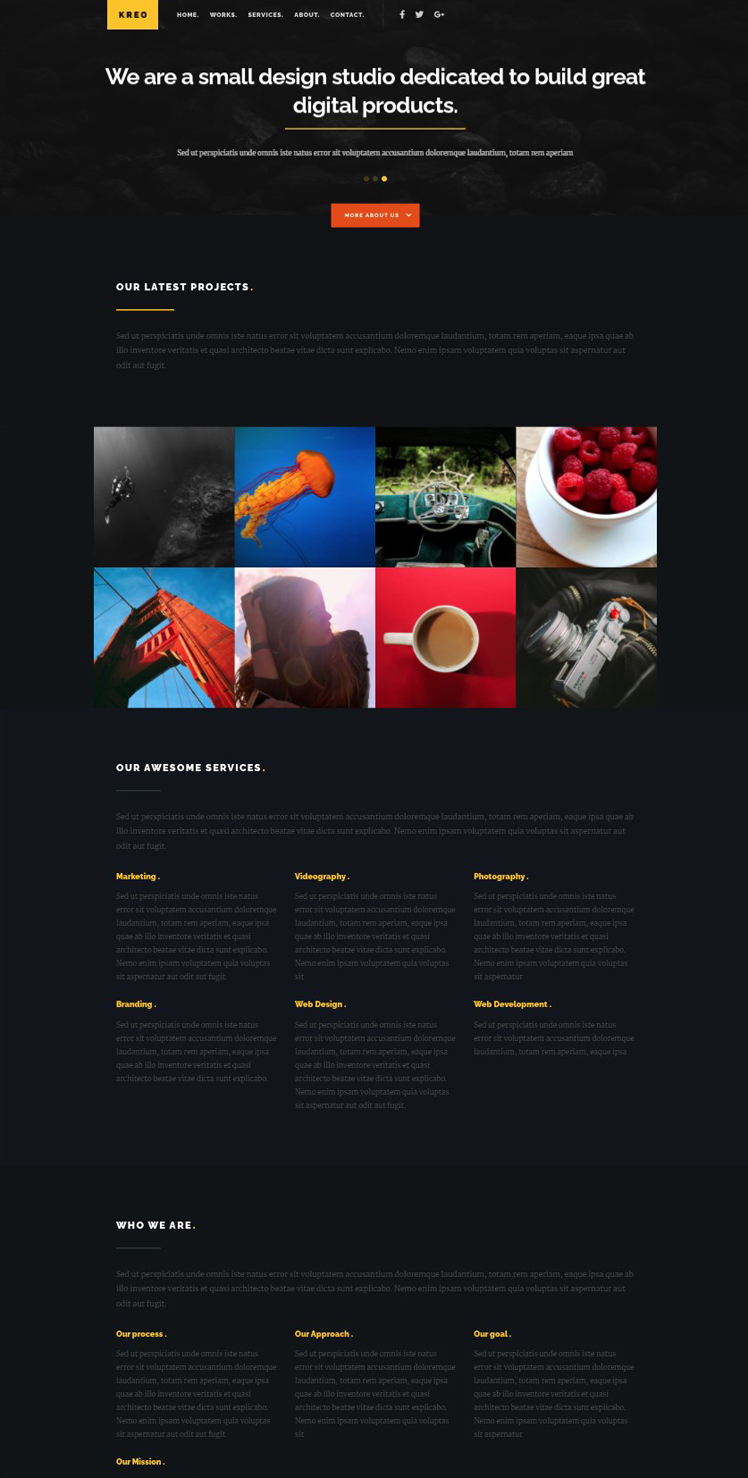 KREO
HOME. WORKS. SERVICES. ABOUT. CONTACT.
We are a small design studio dedicated to build great
digital products.
Sed ut perspiciatis unde omnis iste natus error sit voluptatem accusantium doloremque laudantium, totam rem aperiam
MORE ABOUT US
OUR LATEST PROJECTS.
Sed ut perspiciatis unde omnis iste natus error sit voluptatem accusantium doloremque laudantium, totam rem aperiam, eaque ipsa quae ab
illo inventore veritatis et quasi architecto beatae vitae dicta sunt explicabo. Nemo enim ipsam voluptatem quia voluptas sit aspernatur aut
odit aut fugit.
OUR AWESOME SERVICES.
Sed ut perspiciatis unde omnis iste natus error sit voluptatem accusantium doloremque laudantium, totam rem aperiam, eaque ipsa quae ab
illo inventore veritatis et quasi architecto beatae vitae dicta sunt explicabo. Nemo enim ipsam voluptatem quia voluptas sit aspernatur aut
odit aut fugit.
Marketing .
Sed ut perspiciatis unde omnis iste natus
error sit voluptatem accusantium doloremque
laudantium, totam rem aperiam, eaque ipsa
quae ab illo inventore veritatis et quasi
architecto beatae vitae dicta sunt explicabo.
Nemo enim ipsam voluptatem quia voluptas
sit aspernatur aut odit aut fugit.
Videography .
Sed ut perspiciatis unde omnis iste natus
error sit voluptatem accusantium doloremque
laudantium, totam rem aperiam, eaque ipsa
quae ab illo inventore veritatis et quasi
architecto beatae vitae dicta sunt explicabo.
Nemo enim ipsam voluptatem quia voluptas
sit
Photography .
Sed ut perspiciatis unde omnis iste natus
error sit voluptatem accusantium doloremque
laudantium, totam rem aperiam, eaque ipsa
quae ab illo inventore veritatis et quasi
architecto beatae vitae dicta sunt explicabo.
Nemo enim ipsam voluptatem quia voluptas
sit aspernatur
Branding .
Sed ut perspiciatis unde omnis iste natus
error sit voluptatem accusantium doloremque
laudantium, totam rem aperiam, eaque ipsa
quae ab illo inventore veritatis et quasi
architecto beatae vitae dicta sunt explicabo.
Web Design .
Sed ut perspiciatis unde omnis iste natus
error sit voluptatem accusantium doloremque
laudantium, totam rem aperiam, eaque ipsa
quae ab illo inventore veritatis et quasi
architecto beatae vitae dicta sunt explicabo.
Nemo enim ipsam voluptatem quia voluptas
sit aspernatur aut odit aut fugit.
Web Development .
Sed ut perspiciatis unde omnis iste natus
error sit voluptatem accusantium doloremque
laudantium, totam rem aperiam, eaque ipsa
WHO WE ARE.
Sed ut perspiciatis unde omnis iste natus error sit voluptatem accusantium doloremque laudantium, totam rem aperiam, eaque ipsa quae ab
illo inventore veritatis et quasi architecto beatae vitae dicta sunt explicabo. Nemo enim ipsam voluptatem quia voluptas sit aspernatur aut
odit aut fugit.
Our process .
Sed ut perspiciatis unde omnis iste natus
error sit voluptatem accusantium doloremque
laudantium, totam rem aperiam, eaque ipsa
quae ab illo inventore veritatis et quasi
architecto beatae vitae dicta sunt explicabo.
Nemo enim ipsam voluptatem quia voluptas
sit aspernatur aut odit aut fugit.
Our Approach .
Sed ut perspiciatis unde omnis iste natus
error sit voluptatem accusantium doloremque
laudantium, totam rem aperiam, eaque ipsa
quae ab illo inventore veritatis et quasi
architecto beatae vitae dicta sunt explicabo.
Nemo enim ipsam voluptatem quia voluptas
sit
Our goal .
Sed ut perspiciatis unde omnis iste natus
error sit voluptatem accusantium doloremque
laudantium, totam rem aperiam, eaque ipsa
quae ab illo inventore veritatis et quasi
architecto beatae vitae dicta sunt explicabo.
Nemo enim ipsam voluptatem quia voluptas
sit aspernatur
Our Mission .